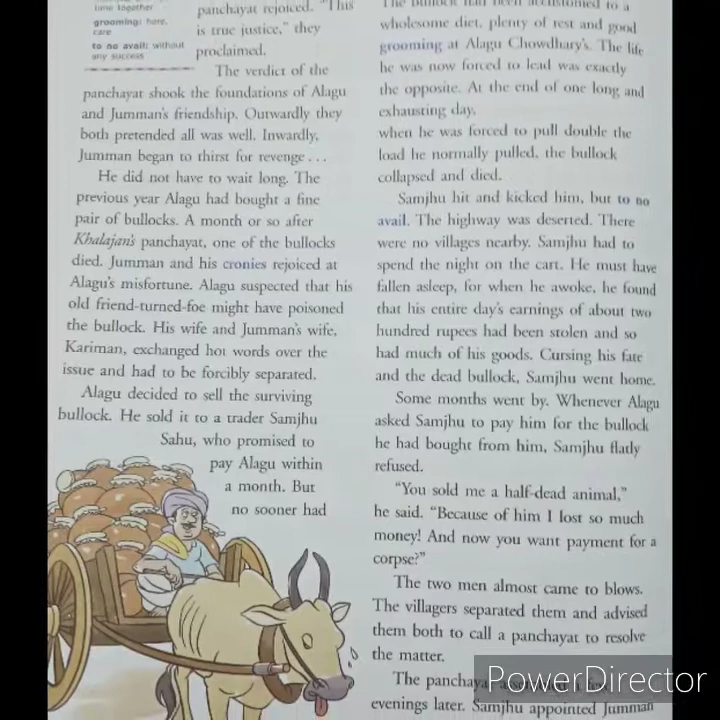 time together
grooming: here,
care
to no avail: without
any success
panchayat rejoiced. "This
is true justice," they
proclaimed.
The verdict of the
panchayat shook the foundations of Alagu
and Jumman's friendship. Outwardly they
both pretended all was well. Inwardly,
Jumman began to thirst for revenge . . .
He did not have to wait long. The
previous year Alagu had bought a fine
pair of bullocks. A month or so after
Khalajan's panchayat, one of the bullocks
died. Jumman and his cronies rejoiced at
Alagu's misfortune. Alagu suspected that his
old friend-turned-foe might have poisoned
the bullock. His wife and Jumman's wife,
Kariman, exchanged hot words over the
issue and had to be forcibly separated.
Alagu decided to sell the surviving
bullock. He sold it to a trader Samjhu
Sahu, who promised to
pay Alagu within
a month. But
no sooner had
The bullock had been accustomed to a
wholesome diet, plenty of rest and good
grooming at Alagu Chowdhary's. The life
he was now forced to lead was exactly
the opposite. At the end of one long and
exhausting day,
when he was forced to pull double the
load he normally pulled, the bullock
collapsed and died.
Samjhu hit and kicked him, but to no
avail. The highway was deserted. There
were no villages nearby. Samjhu had to
spend the night on the cart. He must have
fallen asleep, for when he awoke, he found
that his entire day's earnings of about two
hundred rupees had been stolen and so
had much of his goods. Cursing his fate
and the dead bullock, Samjhu went home.
Some months went by. Whenever Alagu
asked Samjhu to pay him for the bullock
he had bought from him, Samjhu flatly
refused.
"You sold me a half-dead animal,"
he said. "Because of him I lost so much
money! And now you want payment for a
corpse?"
The two men almost came to blows.
The villagers separated them and advised
them both to call a panchayat to resolve
the matter.
The panchayat
evenings later. Samjhu appointed Jumman
PowerDirector